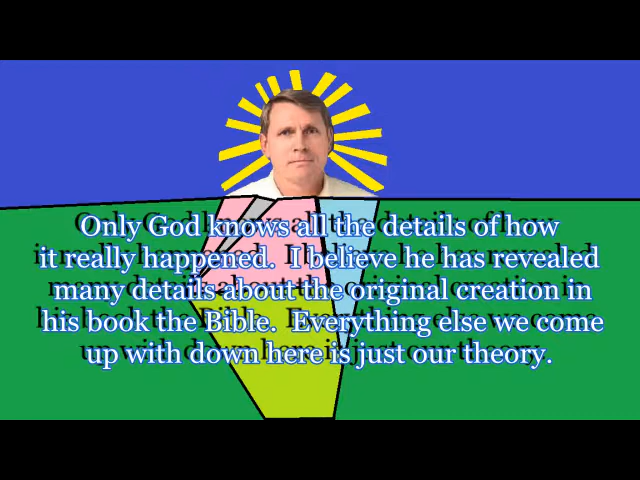 Only God knows all the details of how
it really happened. I believe he has revealed
many details about the original creation in
his book the Bible. Everything else we come
up with down here is just our theory.